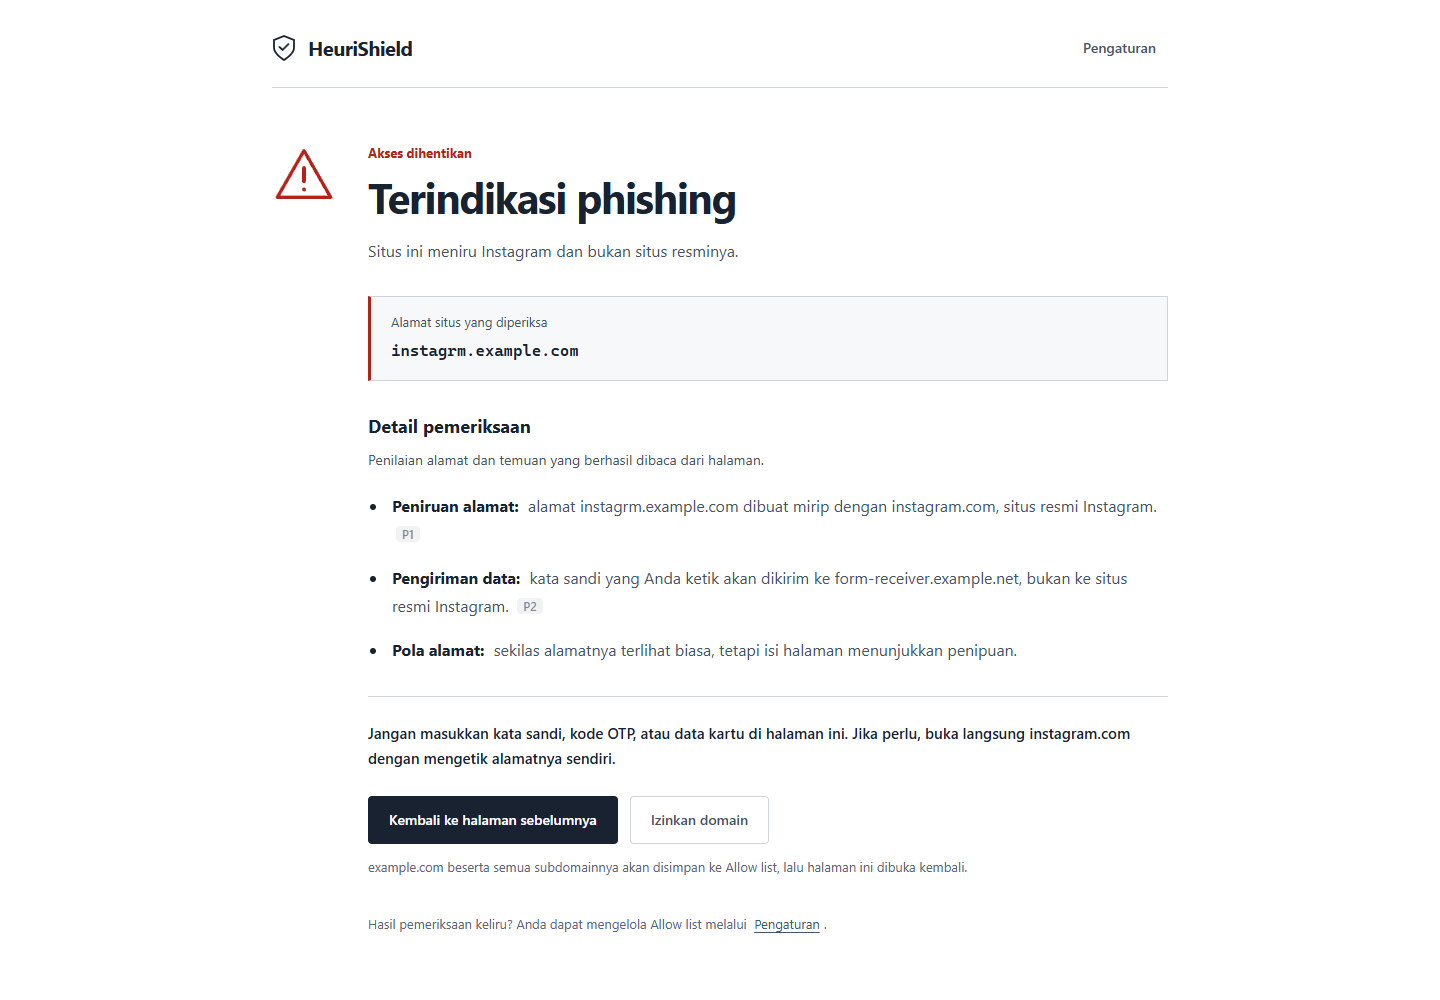 HeuriShield
Pengaturan
Akses dihentikan
Terindikasi phishing
Situs ini meniru Instagram dan bukan situs resminya.
Alamat situs yang diperiksa
instagrm.example.com
Detail pemeriksaan
Penilaian alamat dan temuan yang berhasil dibaca dari halaman.
• Peniruan alamat: alamat instagrm.example.com dibuat mirip dengan instagram.com, situs resmi Instagram.
P1
• Pengiriman data: kata sandi yang Anda ketik akan dikirim ke form-receiver.example.net, bukan ke situs
resmi Instagram. P2
• Pola alamat: sekilas alamatnya terlihat biasa, tetapi isi halaman menunjukkan penipuan.
Jangan masukkan kata sandi, kode OTP, atau data kartu di halaman ini. Jika perlu, buka langsung instagram.com
dengan mengetik alamatnya sendiri.
Kembali ke halaman sebelumnya
Izinkan domain
example.com beserta semua subdomainnya akan disimpan ke Allow list, lalu halaman ini dibuka kembali.
Hasil pemeriksaan keliru? Anda dapat mengelola Allow list melalui Pengaturan .